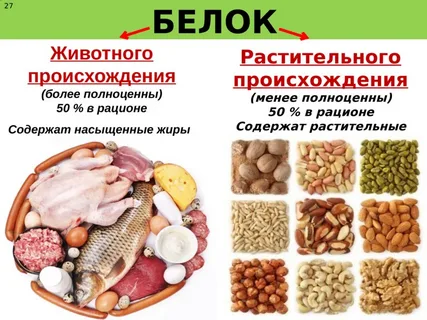 27
БЕЛОК
Животного
происхождения
(более полноценны)
50 % в рационе
Содержат насыщенные жиры
Растительного
происхождения
(менее полноценны)
50 % в рационе
Содержат растительные